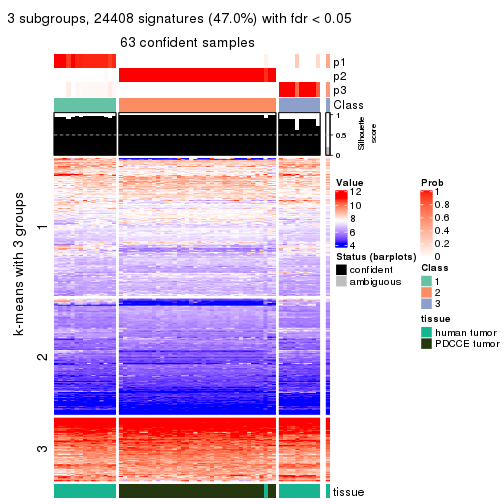 3 subgroups, 24408 signatures (47.0%) with fdr < 0.05
63 confident samples
p1
p2
p3
Class
1
0.5
0
Silhouette
score
k-means with 3 groups
1
2
3
tissue
Value
12
10
8
6
4
Status (barplots)
confident
ambiguous
Prob
1
0.8
0.6
0.4
0.2
0
Class
1
2
3
tissue
human tumor
PDCCE tumor